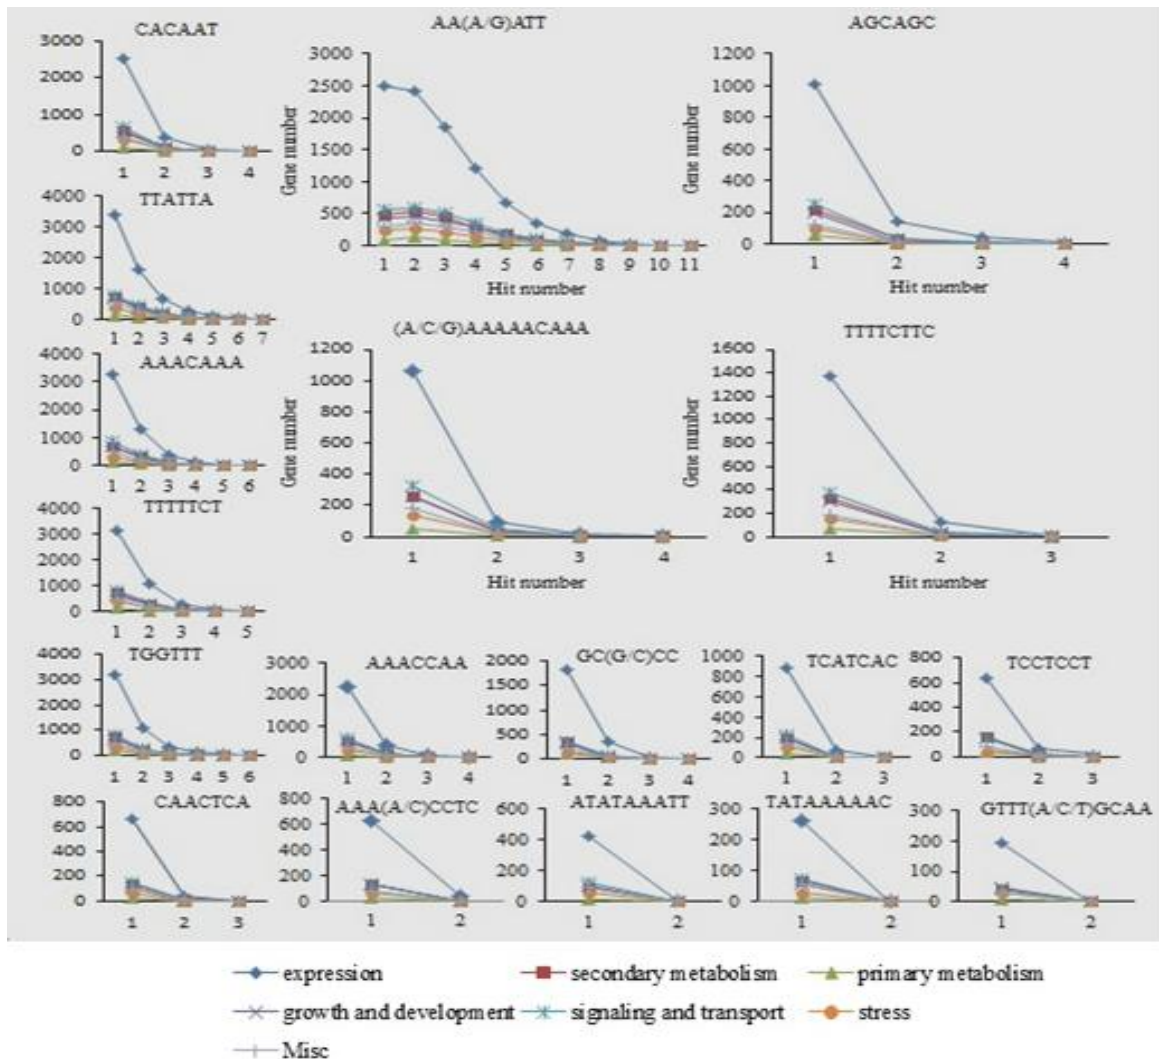 CACAAT
3000
2000
1000
0
1 2 3 4
AA(A/G)ATT
Gene number
3000
2500
2000
1500
1000
500
0
1 2 3 4 5 6 7 8 9 10 11
Hit number
AGCAGC
Gene number
1200
1000
800
600
400
200
0
1 2 3 4
Hit number
TTATTA
4000
3000
2000
1000
0
1 2 3 4 5 6 7
AAACAAA
4000
3000
2000
1000
0
1 2 3 4 5 6
(A/C/G)AAAAACAAA
Gene number
1200
1000
800
600
400
200
0
1 2 3 4
Hit number
TTTTCTTC
Gene number
1600
1400
1200
1000
800
600
400
200
0
1 2 3
Hit number
TTTTTCT
4000
3000
2000
1000
0
1 2 3 4 5
TGGTTT
4000
3000
2000
1000
0
1 2 3 4 5 6
AAACCAA
3000
2000
1000
0
1 2 3 4
GC(G/C)CC
2000
1500
1000
500
0
1 2 3 4
TCATCAC
1000
800
600
400
200
0
1 2 3
TCCTCCT
800
600
400
200
0
1 2 3
CAACTCA
800
600
400
200
0
1 2 3
AAA(A/C)CCTC
800
600
400
200
0
1 2
ATATAAATT
600
400
200
0
1 2
TATAAAAAC
300
200
100
0
1 2
GTTT(A/C/T)GCAA
300
200
100
0
1 2
expression secondary metabolism primary metabolism
growth and development signaling and transport stress
Misc